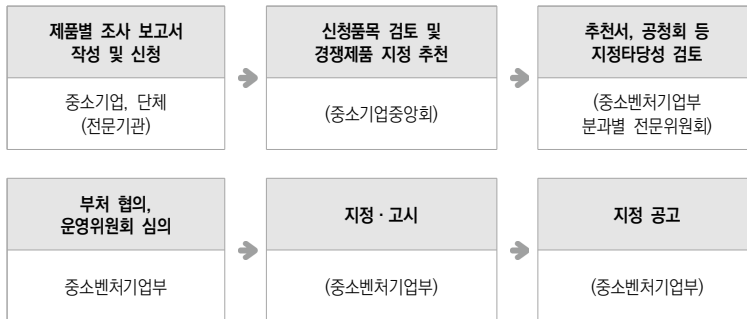 제품별 조사 보고서
작성 및 신청
중소기업, 단체
(전문기관)
신청품목 검토 및
경쟁제품 지정 추천
(중소기업중앙회)
추천서, 공청회 등
지정타당성 검토
(중소벤처기업부
분과별 전문위원회)
부처 협의,
운영위원회 심의
중소벤처기업부
지정 · 고시
(중소벤처기업부)
지정 공고
(중소벤처기업부)